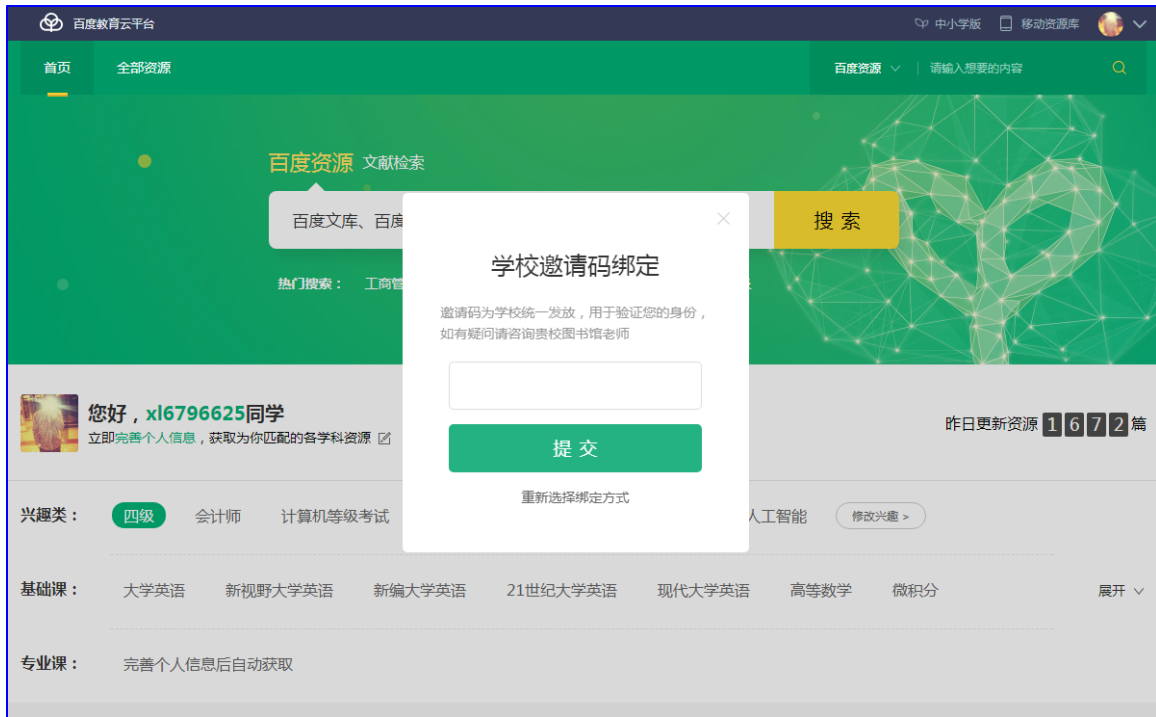 百度教育云平台
中小学版 移动资源库
首页 全部资源 百度资源 请输入想要的内容
百度资源 文献检索
百度文库、百度
搜索
热门搜索： 工商管
学校邀请码绑定
邀请码为学校统一发放，用于验证您的身份，
如有疑问请咨询贵校图书馆老师
提交
重新选择绑定方式
您好，xl6796625同学
立即完善个人信息，获取为你匹配的各学科资源
昨日更新资源 1 6 7 2 篇
兴趣类： 四级 会计师 计算机等级考试 人工智能 修改兴趣 >
基础课： 大学英语 新视野大学英语 新编大学英语 21世纪大学英语 现代大学英语 高等数学 微积分 展开
专业课： 完善个人信息后自动获取